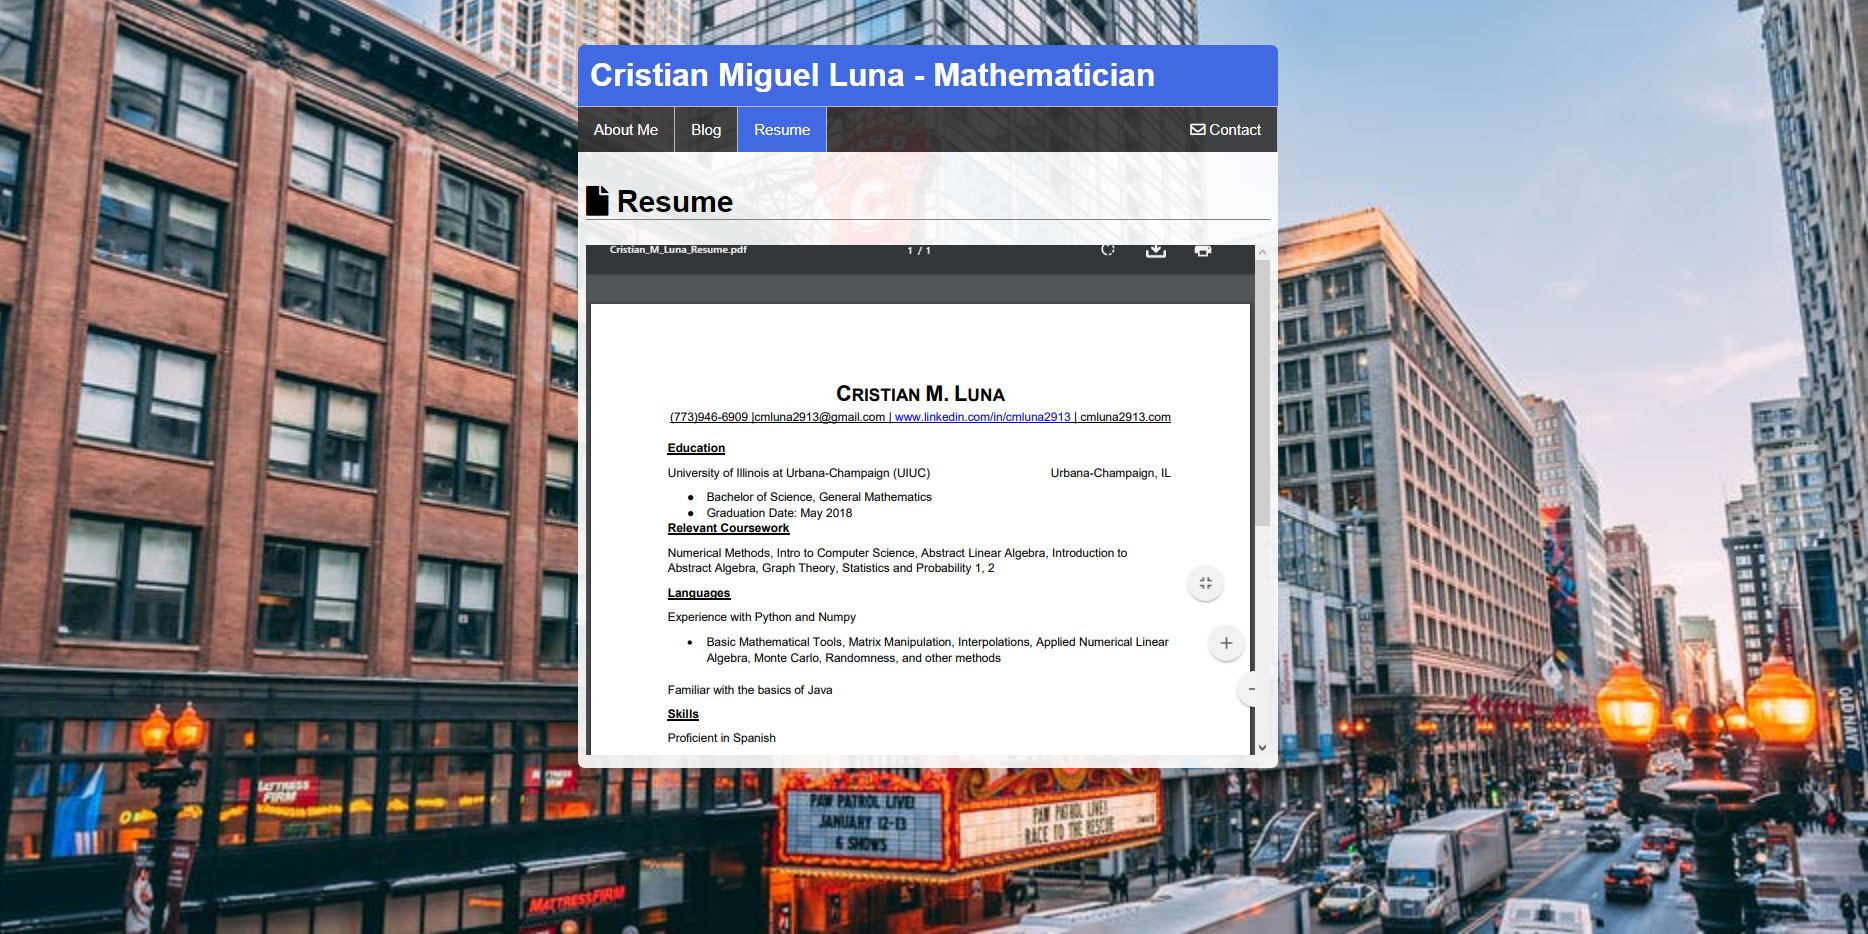 Cristian Miguel Luna - Mathematician
About Me
Blog
Resume
Contact
Resume
Cristian_M_Luna_Resume.pdf
1 / 1
CRISTIAN M. LUNA
(773)946-6909 |cmluna2913@gmail.com | www.linkedin.com/in/cmluna2913 | cmluna2913.com
Education
University of Illinois at Urbana-Champaign (UIUC) Urbana-Champaign, IL
● Bachelor of Science, General Mathematics
● Graduation Date: May 2018
Relevant Coursework
Numerical Methods, Intro to Computer Science, Abstract Linear Algebra, Introduction to
Abstract Algebra, Graph Theory, Statistics and Probability 1, 2
Languages
Experience with Python and Numpy
• Basic Mathematical Tools, Matrix Manipulation, Interpolations, Applied Numerical Linear
Algebra, Monte Carlo, Randomness, and other methods
Familiar with the basics of Java
Skills
Proficient in Spanish
MATTRESS
FIRM
MATTRESS
FIRM
PAW PATROL LIVE!
JANUARY 12-13
6 SHOWS
PAW PATROL LIVE!
RACE TO THE RESCUE
MATTRESS FIRM
OLD NAVY